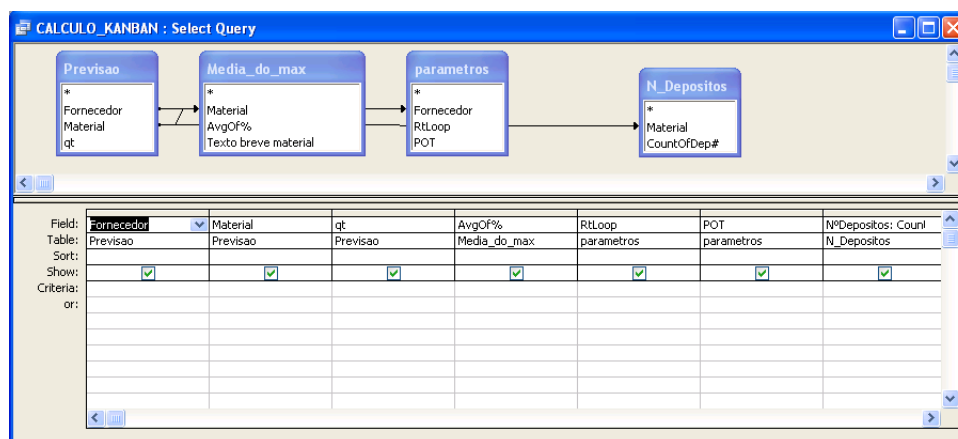 CALCULO_KANBAN : Select Query
Previsao
*
Fornecedor
Material
qt
Media_do_max
*
Material
AvgOf%
Texto breve material
parametros
*
Fornecedor
RtLoop
POT
N_Depositos
*
Material
CountOfDep#
Field: Fornecedor Material qt AvgOf% RtLoop POT NºDepositos: Count
Table: Previsao Previsao Previsao Media_do_max parametros parametros N_Depositos
Sort:
Show:
Criteria:
or: